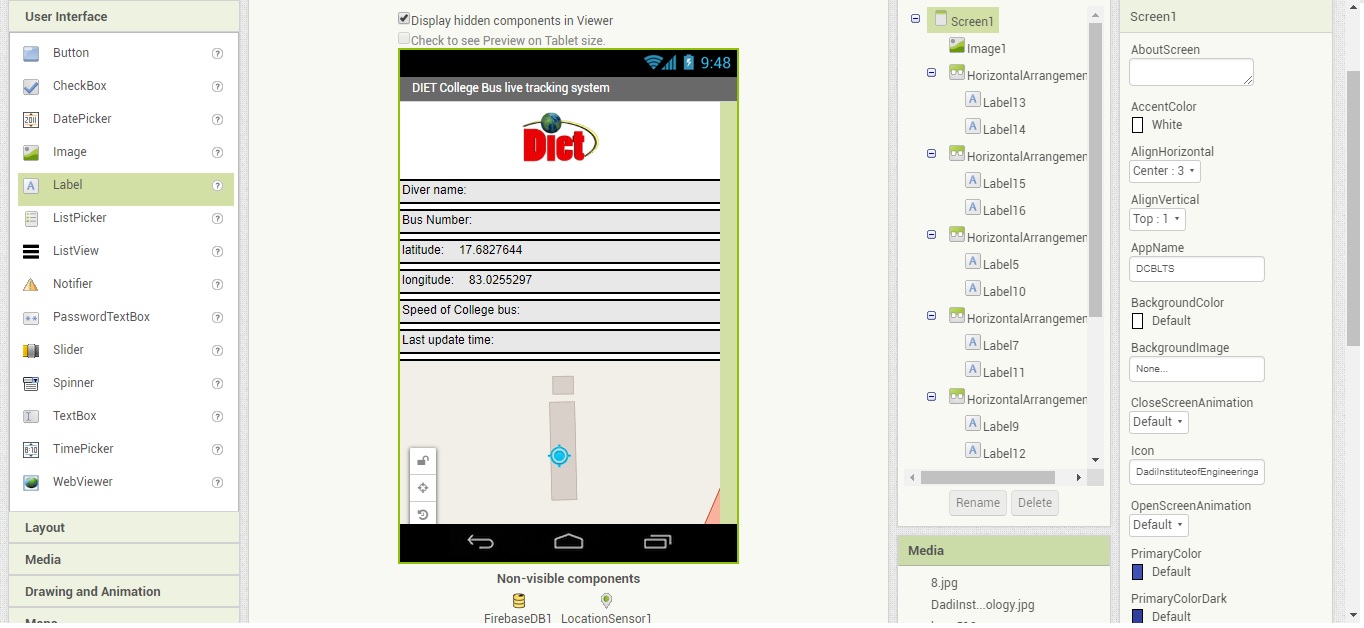 User Interface
Button
CheckBox
DatePicker
Image
Label
ListPicker
ListView
Notifier
PasswordTextBox
Slider
Spinner
TextBox
TimePicker
WebViewer
Layout
Media
Drawing and Animation
Maps
Display hidden components in Viewer
Check to see Preview on Tablet size.
9:48
DIET College Bus live tracking system
Dict
Diver name:
Bus Number:
latitude: 17.6827644
longitude: 83.0255297
Speed of College bus:
Last update time:
Non-visible components
FirebaseDB1 LocationSensor1
Screen1
Image1
HorizontalArrangemen
Label13
Label14
HorizontalArrangemen
Label15
Label16
HorizontalArrangemen
Label5
Label10
HorizontalArrangemen
Label7
Label11
HorizontalArrangemen
Label9
Label12
Rename Delete
Media
8.jpg
DadiInst...ology.jpg
Screen1
AboutScreen
AccentColor
White
AlignHorizontal
Center : 3
AlignVertical
Top : 1
AppName
DCBLTS
BackgroundColor
Default
BackgroundImage
None...
CloseScreenAnimation
Default
Icon
DadiInstituteofEngineeringa
OpenScreenAnimation
Default
PrimaryColor
Default
PrimaryColorDark
Default